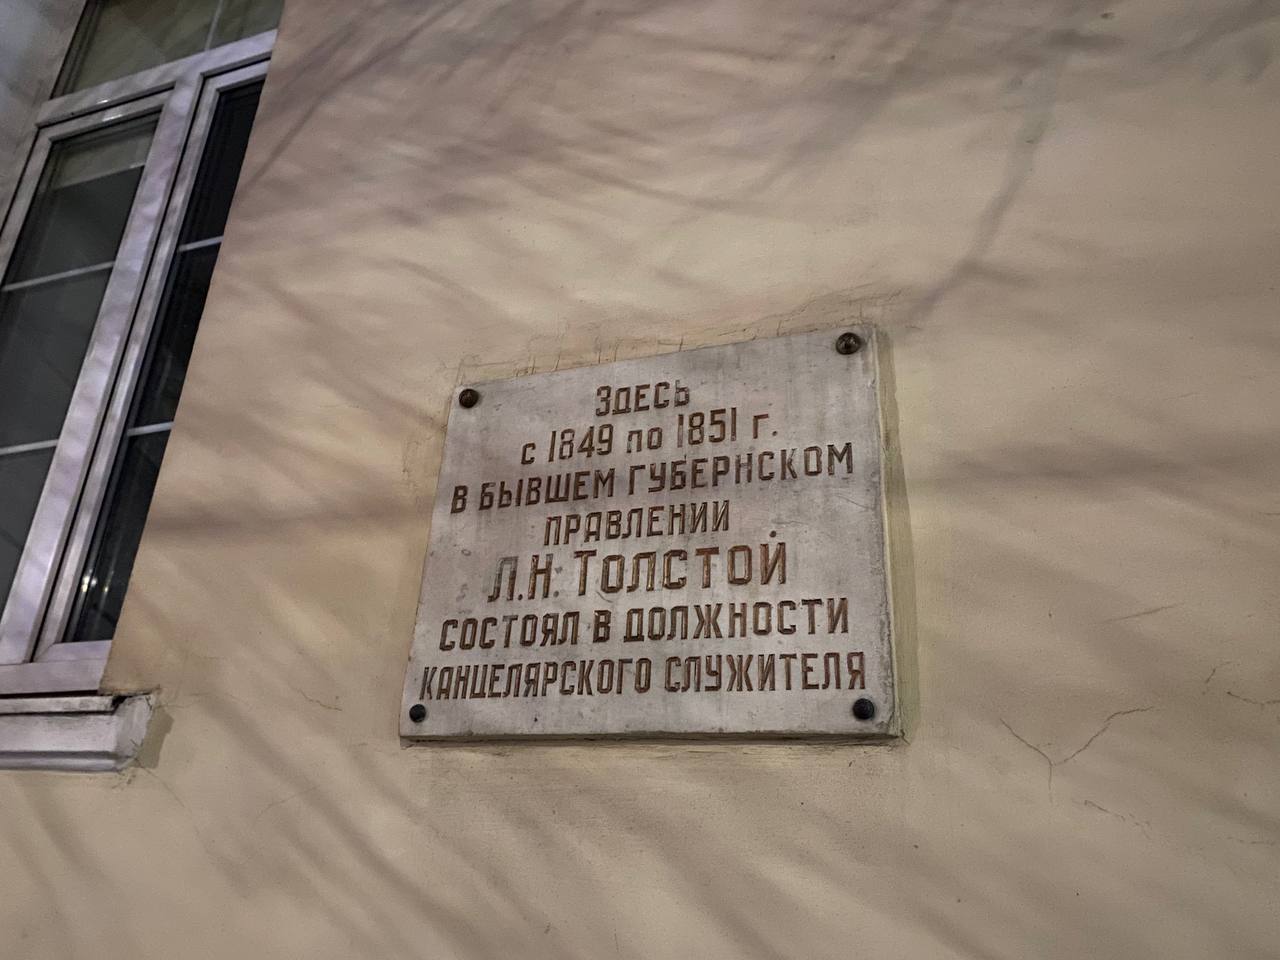 ЗДЕСЬ
с 1849 по 1851 г.
В БЫВШЕМ ГУБЕРНСКОМ
ПРАВЛЕНИИ
Л.Н. ТОЛСТОЙ
СОСТОЯЛ В ДОЛЖНОСТИ
КАНЦЕЛЯРСКОГО СЛУЖИТЕЛЯ